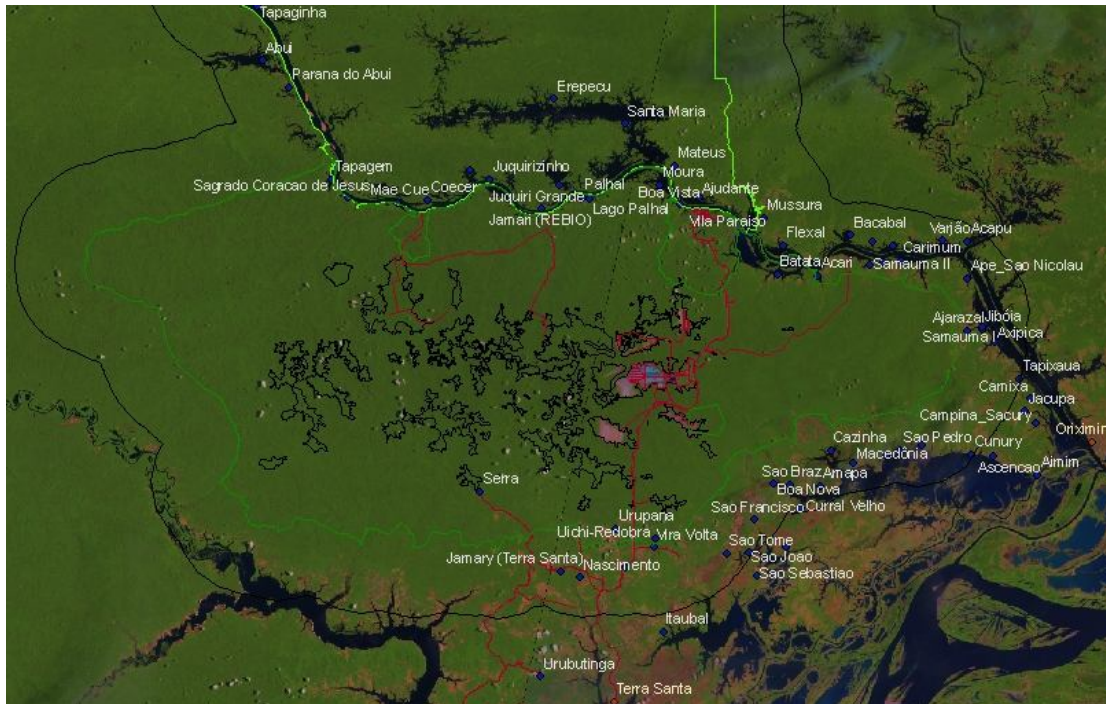 Tapaginha
Abui
Parana do Abui
Erepecu
Santa Maria
Tapagem
Juquirizinho
Mateus
Moura
Sagrado Coracao de Jesus
Mae Cue
Coecer
Juquiri Grande
Palhal
Boa Vista
Ajudante
Jamari (REBIO)
Lago Palhal
Vila Paraiso
Mussura
Flexal
Bacabal
Varjão
Acapu
Carimum
Batata
Acari
Samauma II
Ape_Sao Nicolau
Ajarazal
Jibóia
Samauma I
Axipica
Tapixaua
Camixa
Jacupa
Campina_Sacury
Oriximin
Cazinha
Sao Pedro
Cunury
Macedônia
Ascencao
Aimim
Sao Braz
Amapa
Serra
Boa Nova
Sao Francisco
Curral Velho
Urupana
Uichi-Redobra
Vira Volta
Sao Tome
Jamary (Terra Santa)
Nascimento
Sao Joao
Sao Sebastiao
Itaubal
Urubutinga
Terra Santa